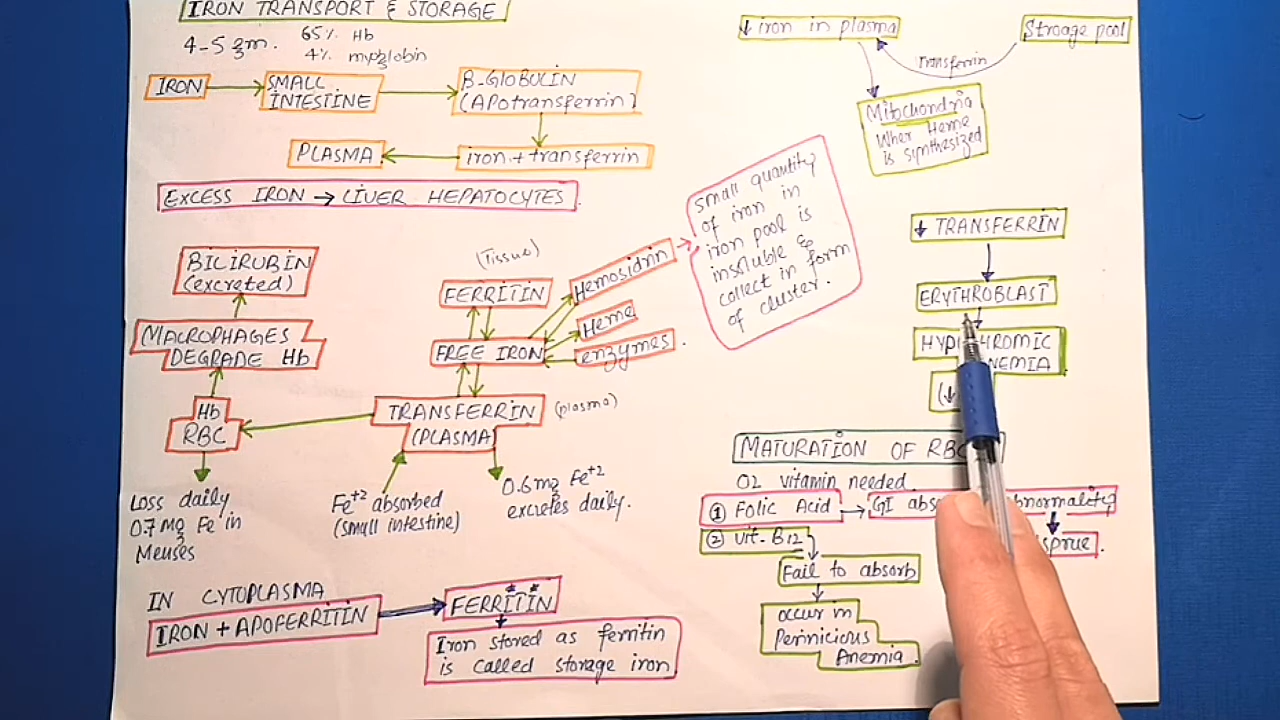 IRON TRANSPORT & STORAGE
4-5 gm.
65% Hb
4% myoglobin
IRON
SMALL
INTESTINE
B-GLOBULIN
(APotransferrin)
PLASMA
iron + transferrin
EXCESS IRON → LIVER HEPATOCYTES
BILIRUBIN
(excreted)
MACROPHAGES
DEGRADE Hb
Hb
RBC
Loss daily
0.7 mg Fe in
Menses
(Tissue)
FERRITIN
FREE IRON
Hemosidrin
Heme
enzymes.
TRANSFERRIN
(PLASMA)
(plasma)
Fe+2 absorbed
(small intestine)
0.6 mg Fe+2
excretes daily.
small quantity
of iron in
iron pool is
insoluble &
collect in form
of cluster.
IN CYTOPLASMA
IRON + APOFERRITIN
FERRITIN
Iron stored as ferritin
is called storage iron.
↓ iron in plasma
Stroage pool
Transferrin
Mitochondria
Wher Heme
is synthesized
↓ TRANSFERRIN
ERYTHROBLAST
MATURATION OF RBC
02 vitamin needed.
① Folic Acid
→
GI
② vit-B12
sprue.
Fail to absorb
occur in
Perinicious
Anemia.